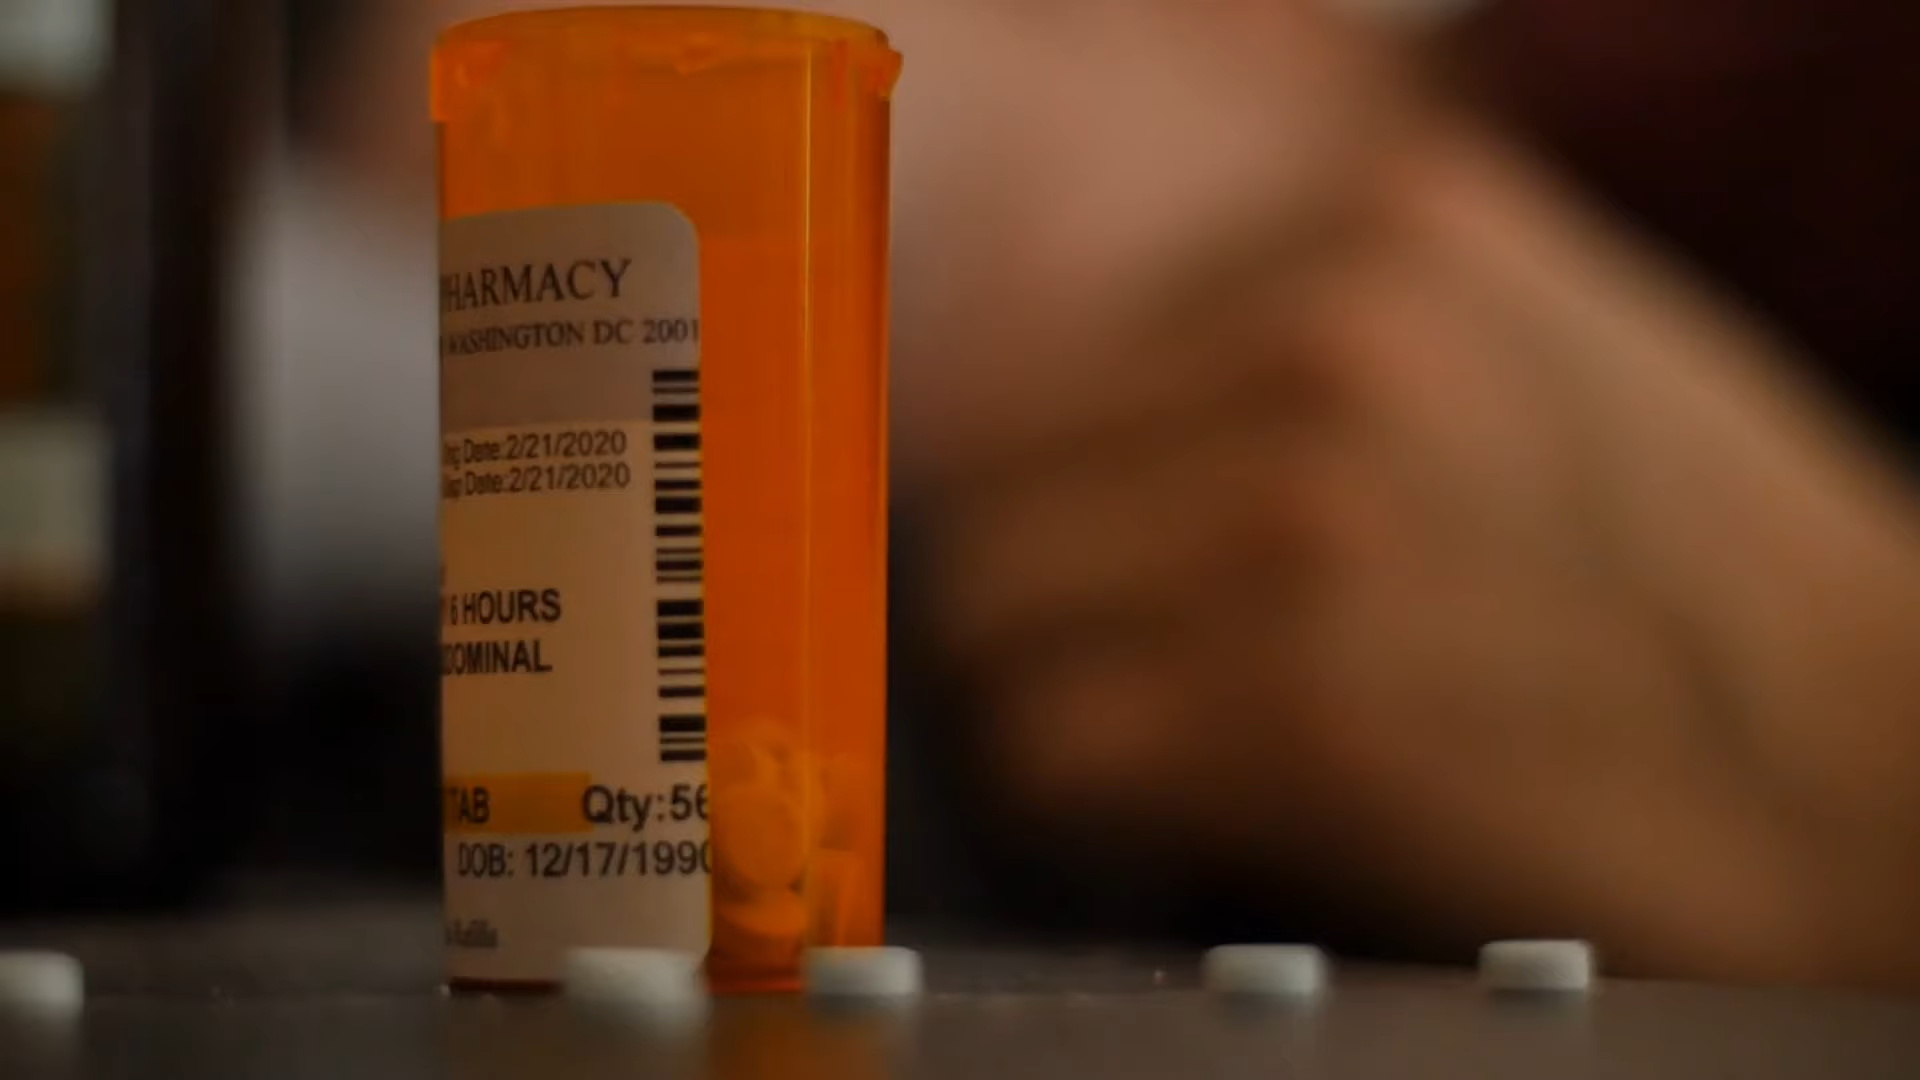 PHARMACY
WASHINGTON DC 2001
Date:2/21/2020
Date:2/21/2020
6 HOURS
DOMINAL
TAB Qty:56
DOB: 12/17/1990